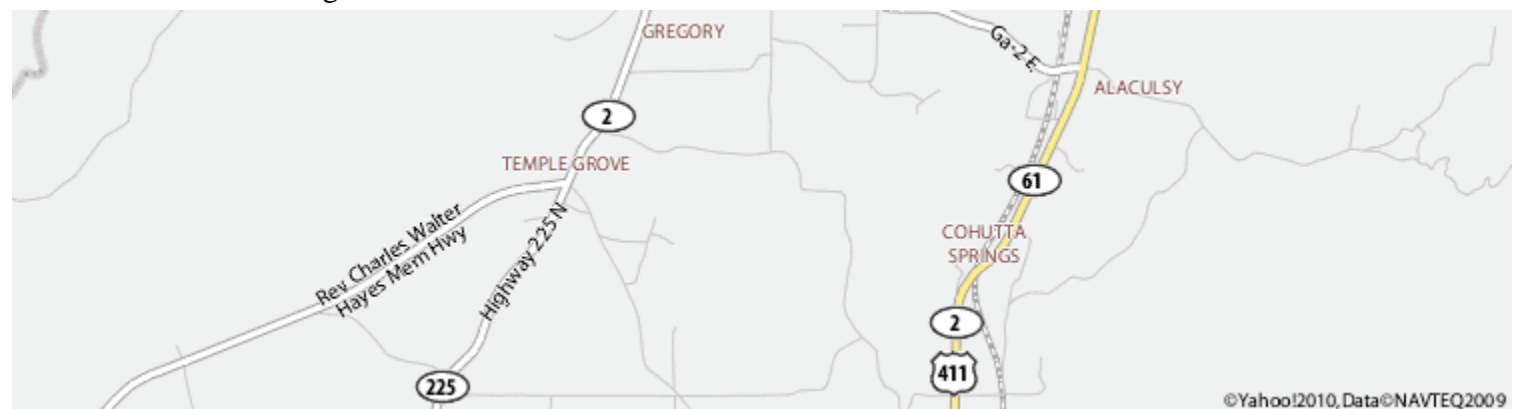 GREGORY
Ga-2 E
ALACULSY
2
TEMPLE GROVE
61
Rev Charles Walter
Hayes Mem Hwy
Highway 225 N
COHUTTA
SPRINGS
2
411
225
©Yahoo!2010,Data©NAVTEQ2009